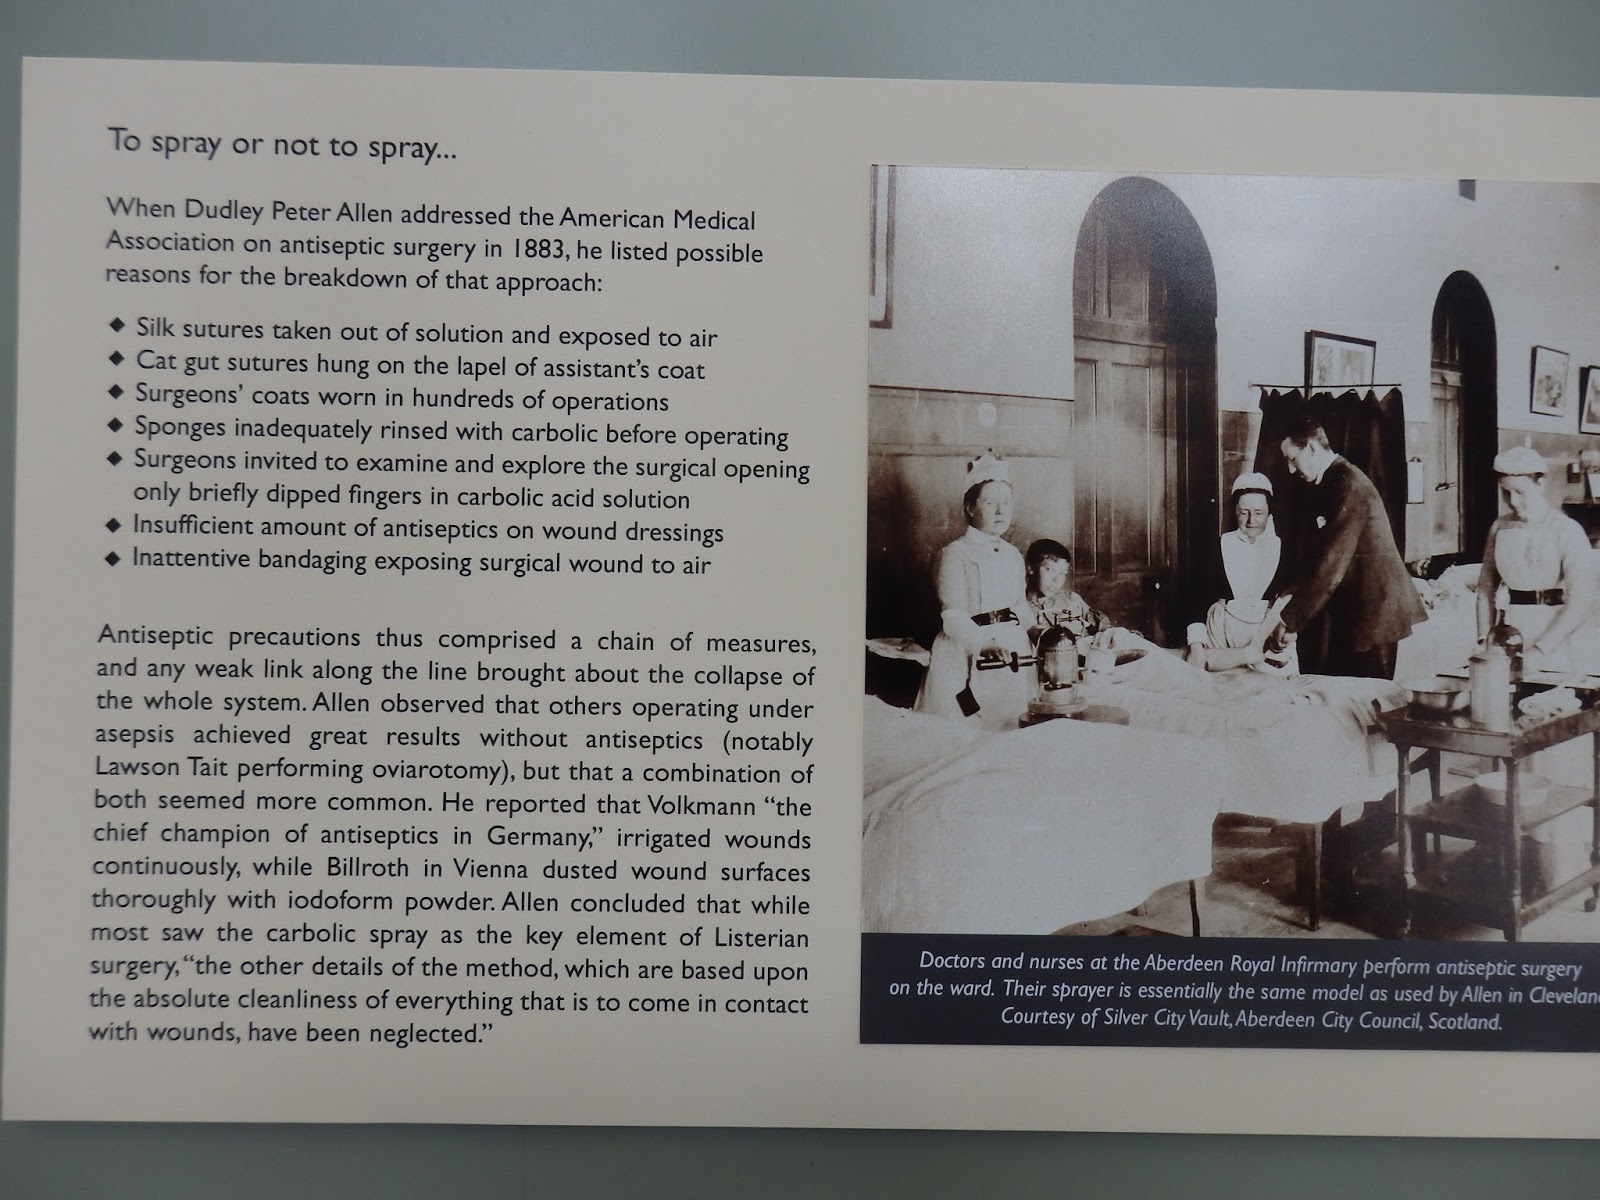 To spray or not to spray...
When Dudley Peter Allen addressed the American Medical
Association on antiseptic surgery in 1883, he listed possible
reasons for the breakdown of that approach:
◆ Silk sutures taken out of solution and exposed to air
◆ Cat gut sutures hung on the lapel of assistant's coat
◆ Surgeons' coats worn in hundreds of operations
◆ Sponges inadequately rinsed with carbolic before operating
◆ Surgeons invited to examine and explore the surgical opening
only briefly dipped fingers in carbolic acid solution
◆ Insufficient amount of antiseptics on wound dressings
◆ Inattentive bandaging exposing surgical wound to air
Antiseptic precautions thus comprised a chain of measures,
and any weak link along the line brought about the collapse of
the whole system. Allen observed that others operating under
asepsis achieved great results without antiseptics (notably
Lawson Tait performing oviarotomy), but that a combination of
both seemed more common. He reported that Volkmann “the
chief champion of antiseptics in Germany,” irrigated wounds
continuously, while Billroth in Vienna dusted wound surfaces
thoroughly with iodoform powder. Allen concluded that while
most saw the carbolic spray as the key element of Listerian
surgery, “the other details of the method, which are based upon
the absolute cleanliness of everything that is to come in contact
with wounds, have been neglected.”
Doctors and nurses at the Aberdeen Royal Infirmary perform antiseptic surgery
on the ward. Their sprayer is essentially the same model as used by Allen in Clevelan
Courtesy of Silver City Vault, Aberdeen City Council, Scotland.